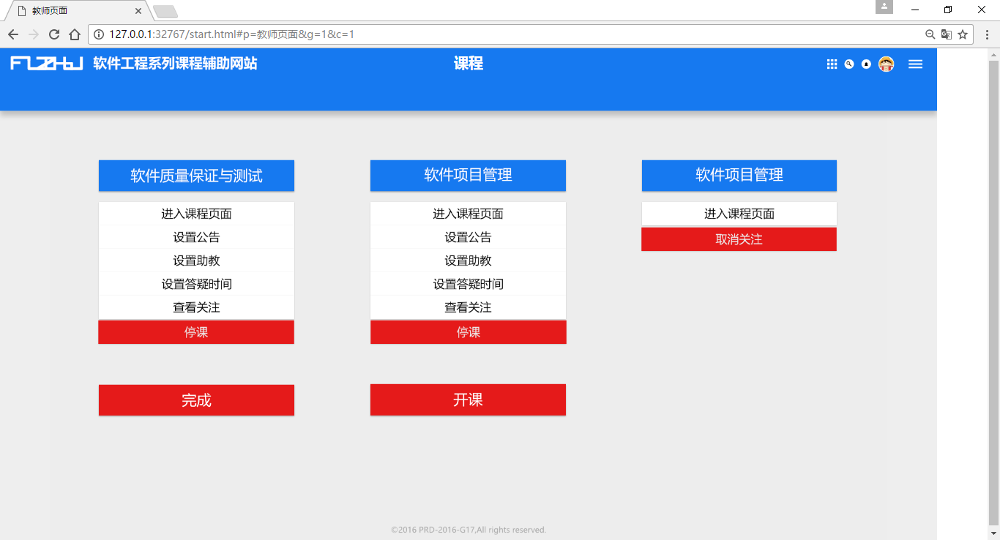 教师页面
127.0.0.1:32767/start.html#p=教师页面&g=1&c=1
软件工程系列课程辅助网站
课程
软件质量保证与测试
进入课程页面
设置公告
设置助教
设置答疑时间
查看关注
停课
完成
软件项目管理
进入课程页面
设置公告
设置助教
设置答疑时间
查看关注
停课
开课
软件项目管理
进入课程页面
取消关注
©2016 PRD-2016-G17,All rights reserved.